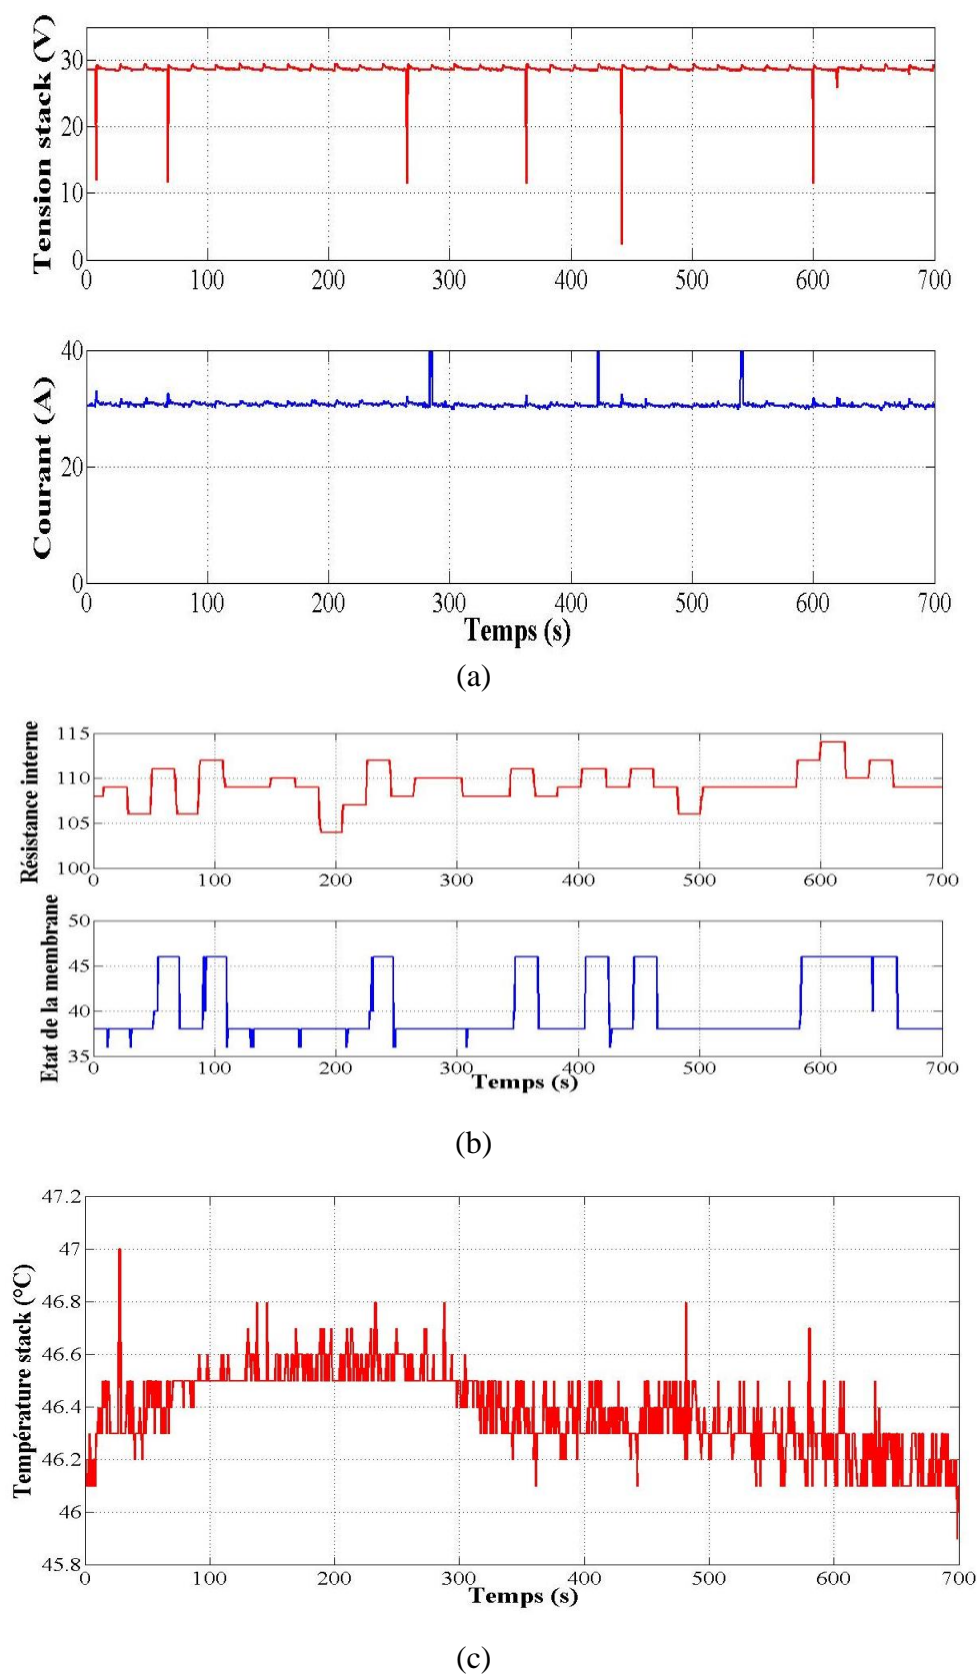 Tension stack (V)
30
20
10
0
0 100 200 300 400 500 600 700
Courant (A)
40
20
0
0 100 200 300 400 500 600 700
Temps (s)
(a)
Résistance interne
115
110
105
100
0 100 200 300 400 500 600 700
Etat de la membrane
50
45
40
35
0 100 200 300 400 500 600 700
Temps (s)
(b)
Température stack (°C)
47.2
47
46.8
46.6
46.4
46.2
46
45.8
0 100 200 300 400 500 600 700
Temps (s)
(c)